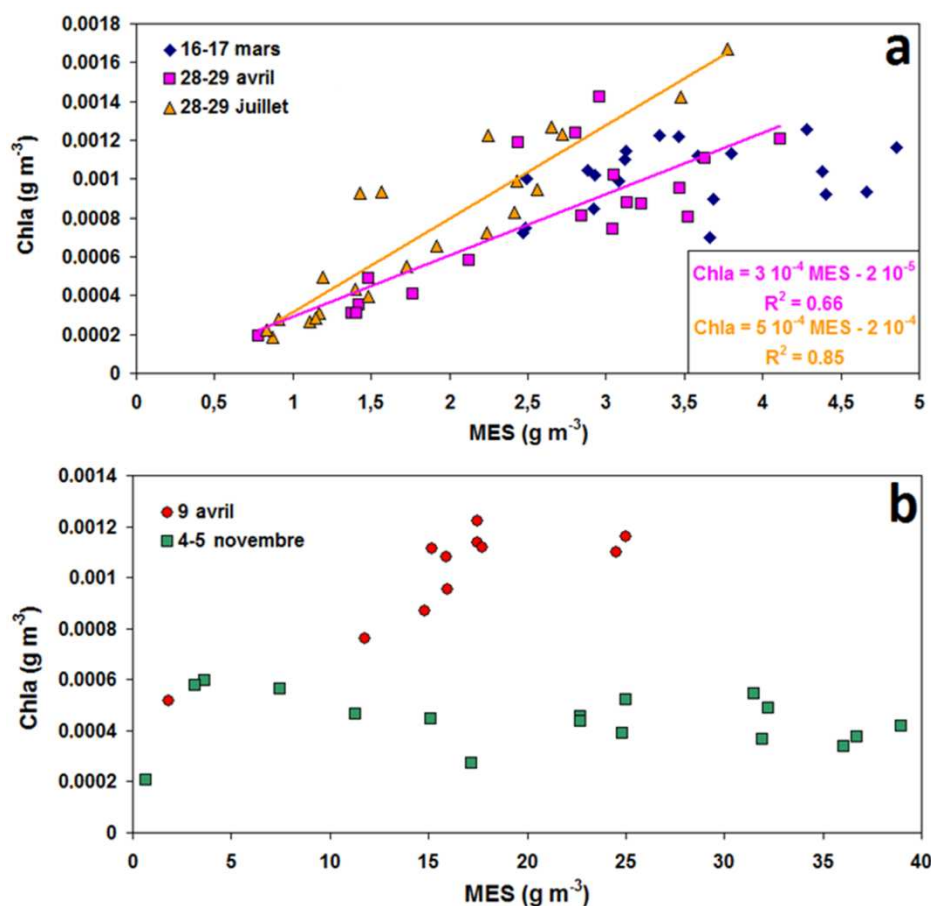 a
16-17 mars
28-29 avril
28-29 Juillet
Chla (g m⁻³)
0.0018
0.0016
0.0014
0.0012
0.001
0.0008
0.0006
0.0004
0.0002
0
Chla = 3 10⁻⁴ MES - 2 10⁻⁵
R² = 0.66
Chla = 5 10⁻⁴ MES - 2 10⁻⁴
R² = 0.85
0 0,5 1 1,5 2 2,5 3 3,5 4 4,5 5
MES (g m⁻³)
b
9 avril
4-5 novembre
Chla (g m⁻³)
0.0014
0.0012
0.001
0.0008
0.0006
0.0004
0.0002
0
0 5 10 15 20 25 30 35 40
MES (g m⁻³)